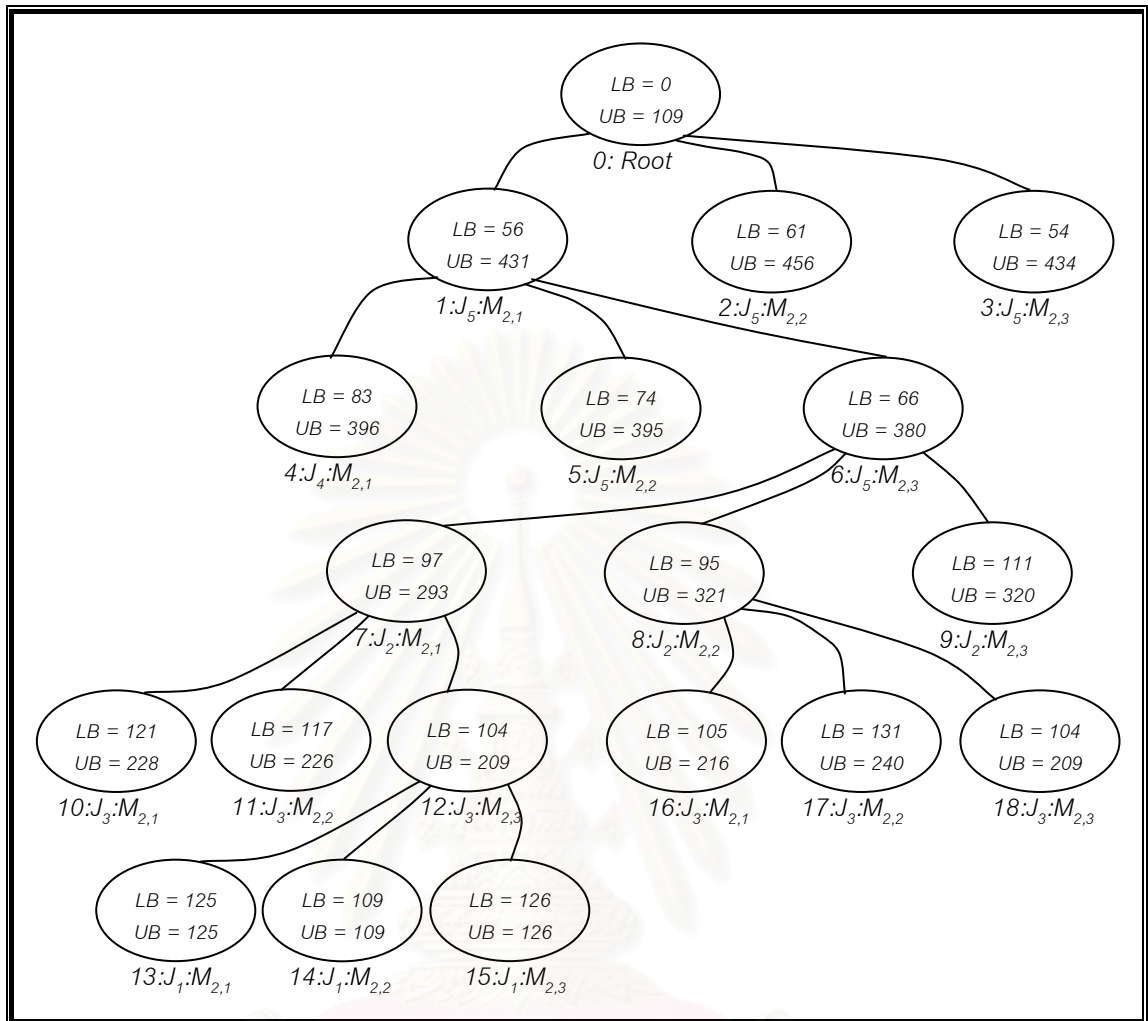 LB = 0
UB = 109
0: Root
LB = 56
UB = 431
1:J5:M2,1
LB = 61
UB = 456
2:J5:M2,2
LB = 54
UB = 434
3:J5:M2,3
LB = 83
UB = 396
4:J4:M2,1
LB = 74
UB = 395
5:J5:M2,2
LB = 66
UB = 380
6:J5:M2,3
LB = 97
UB = 293
7:J2:M2,1
LB = 95
UB = 321
8:J2:M2,2
LB = 111
UB = 320
9:J2:M2,3
LB = 121
UB = 228
10:J3:M2,1
LB = 117
UB = 226
11:J3:M2,2
LB = 104
UB = 209
12:J3:M2,3
LB = 105
UB = 216
16:J3:M2,1
LB = 131
UB = 240
17:J3:M2,2
LB = 104
UB = 209
18:J3:M2,3
LB = 125
UB = 125
13:J1:M2,1
LB = 109
UB = 109
14:J1:M2,2
LB = 126
UB = 126
15:J1:M2,3